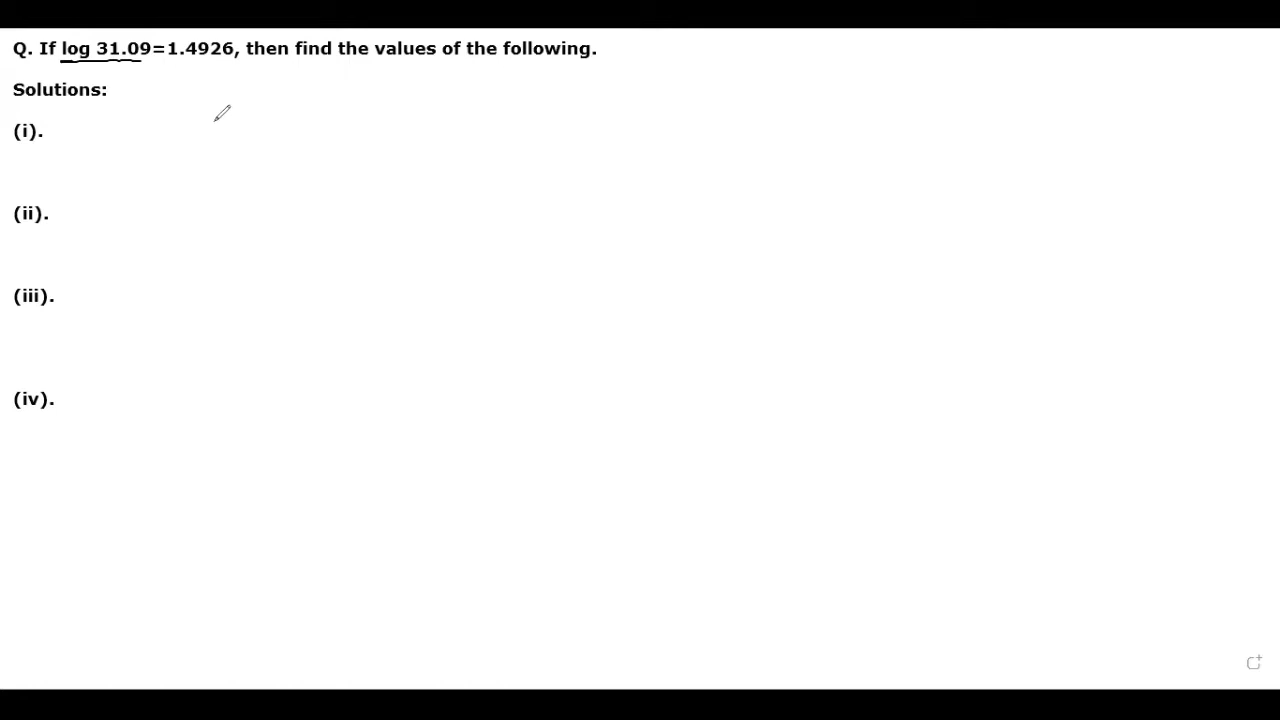 Q. If log 31.09=1.4926, then find the values of the following.
Solutions:
(i).
(ii).
(iii).
(iv).